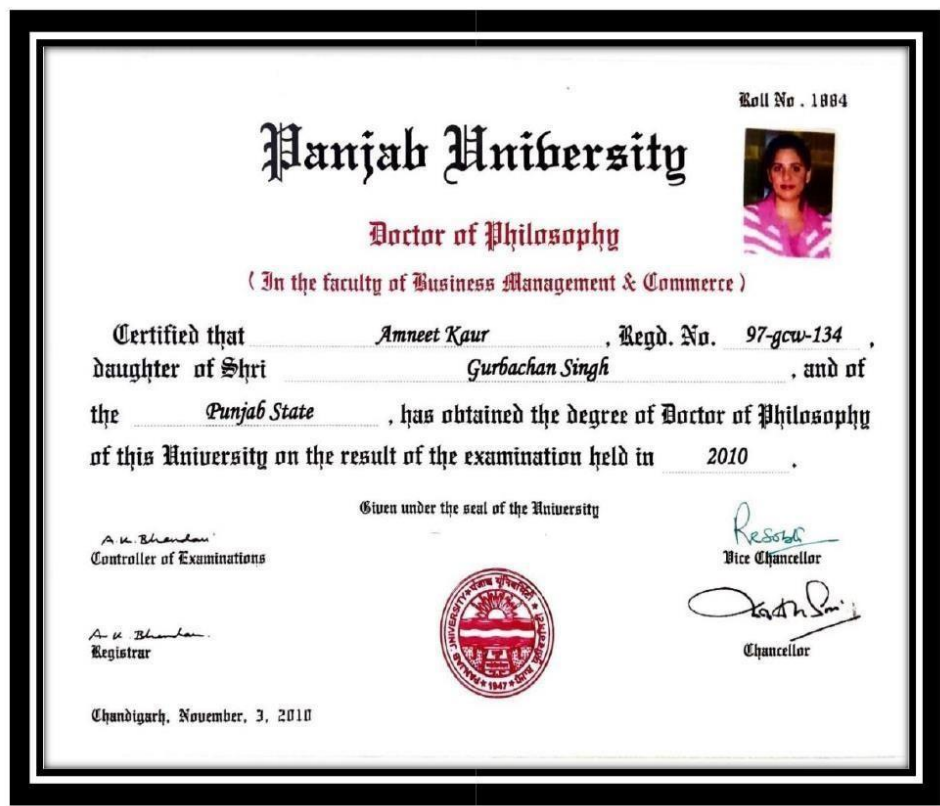 Roll No. 1884
Panjab University
Doctor of Philosophy
( In the faculty of Business Management & Commerce )
Certified that Amneet Kaur , Regd. No. 97-gcw-134 ,
daughter of Shri Gurbachan Singh , and of
the Punjab State , has obtained the degree of Doctor of Philosophy
of this University on the result of the examination held in 2010 .
Given under the seal of the University
A.K. Bhandari
Controller of Examinations
Vice Chancellor
PANJAB UNIVERSITY
1947
A.K. Bhandari
Registrar
Chancellor
Chandigarh, November, 3, 2010